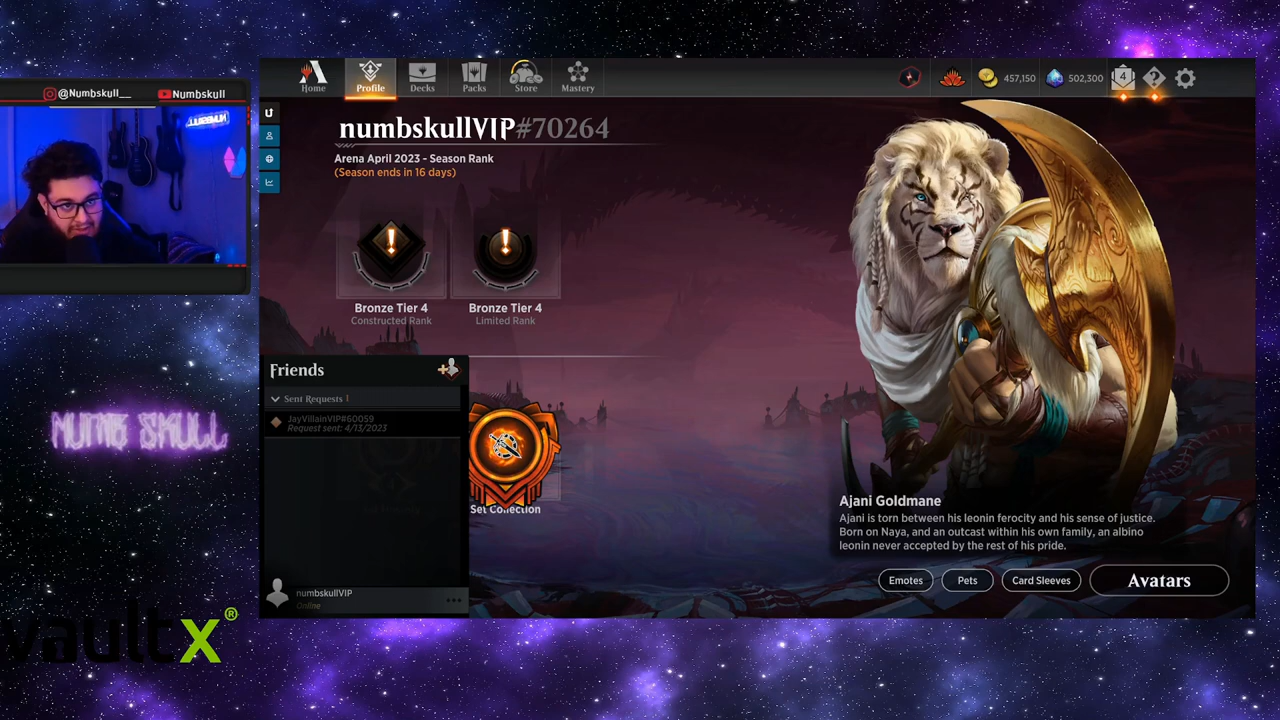 @Numbskull__
Numbskull
NUMB SKULL
vaultx®
Home
Profile
Decks
Packs
Store
Mastery
457,150
502,300
4
numbskullVIP#70264
Arena April 2023 - Season Rank
(Season ends in 16 days)
Bronze Tier 4
Constructed Rank
Bronze Tier 4
Limited Rank
Friends
Sent Requests 1
JayVillainVIP#60059
Request sent: 4/13/2023
Set Collection
numbskullVIP
Online
Ajani Goldmane
Ajani is torn between his leonin ferocity and his sense of justice.
Born on Naya, and an outcast within his own family, an albino
leonin never accepted by the rest of his pride.
Emotes
Pets
Card Sleeves
Avatars